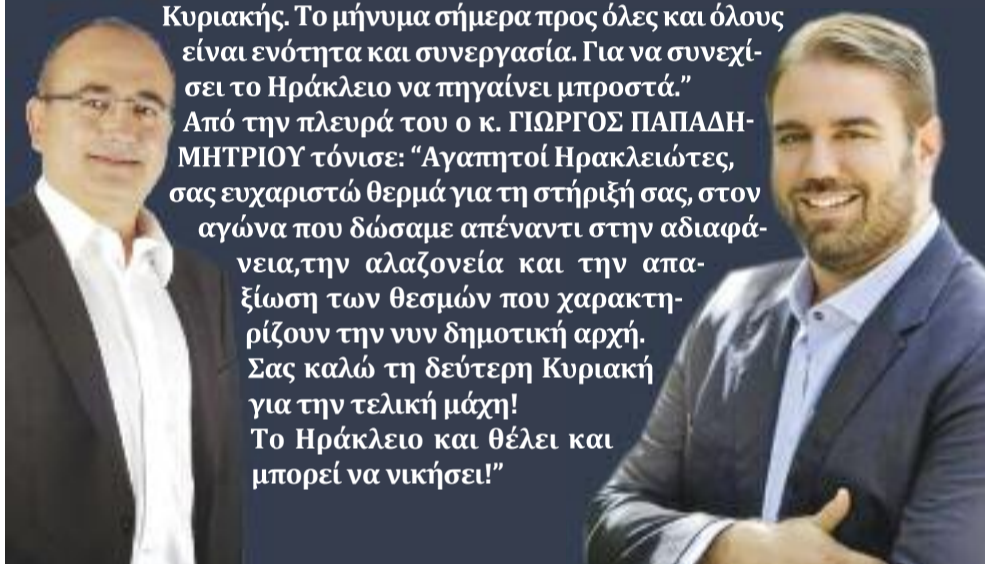 Κυριακής. Το μήνυμα σήμερα προς όλες και όλους
είναι ενότητα και συνεργασία. Για να συνεχί-
σει το Ηράκλειο να πηγαίνει μπροστά.”
Από την πλευρά του ο κ. ΓΙΩΡΓΟΣ ΠΑΠΑΔΗ-
ΜΗΤΡΙΟΥ τόνισε: “Αγαπητοί Ηρακλειώτες,
σας ευχαριστώ θερμά για τη στήριξή σας, στον
αγώνα που δώσαμε απέναντι στην αδιαφά-
νεια,την αλαζονεία και την απα-
ξίωση των θεσμών που χαρακτη-
ρίζουν την νυν δημοτική αρχή.
Σας καλώ τη δεύτερη Κυριακή
για την τελική μάχη!
Το Ηράκλειο και θέλει και
μπορεί να νικήσει!”